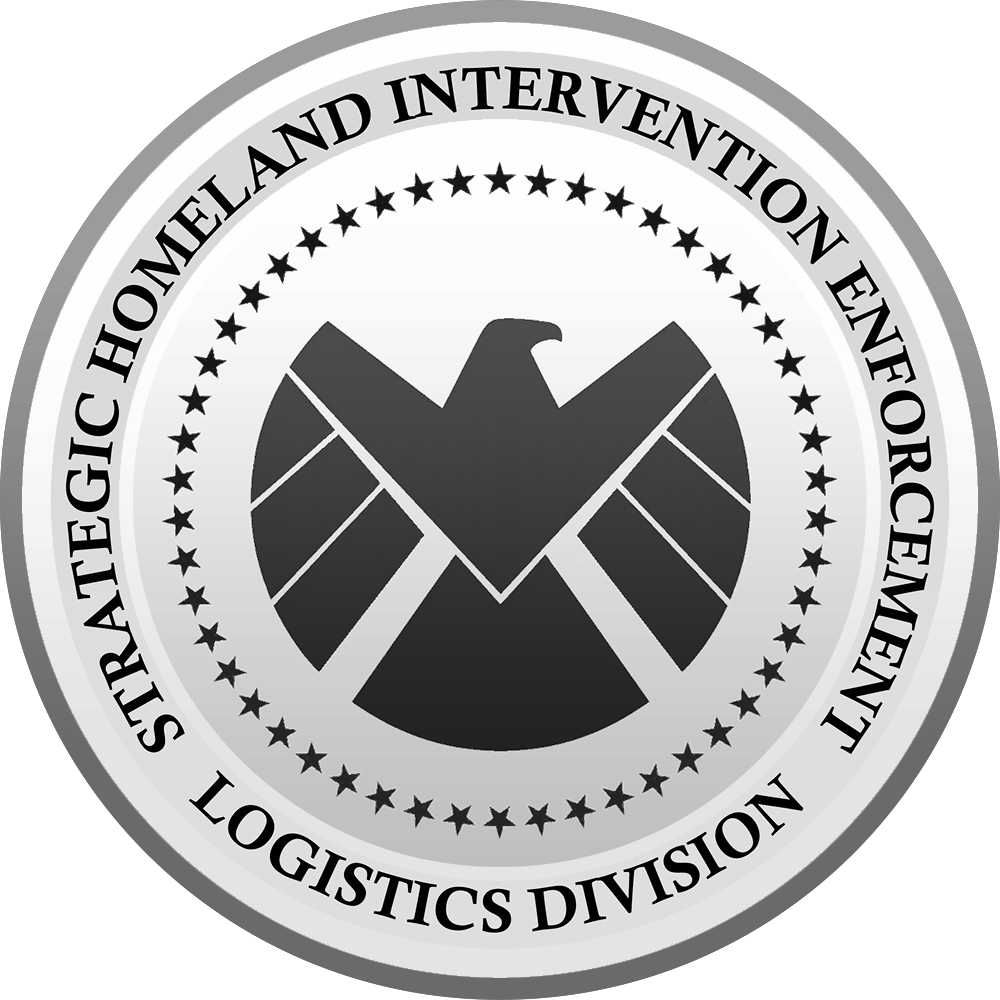 STRATEGIC HOMELAND INTERVENTION ENFORCEMENT
LOGISTICS DIVISION